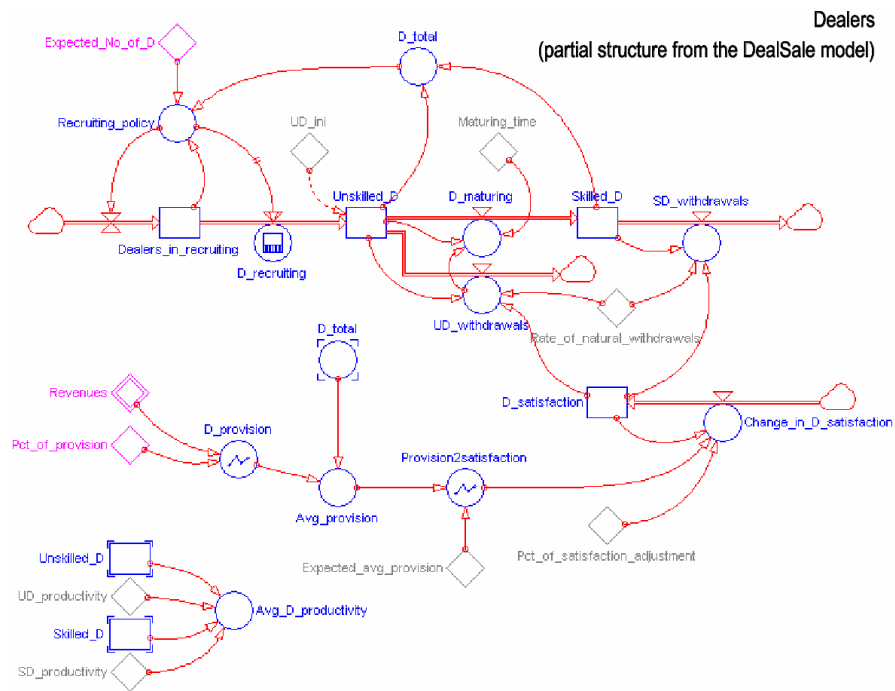 Dealers
(partial structure from the DealSale model)
Expected_No_of_D
D_total
Recruiting_policy
UD_ini
Maturing_time
Unskilled_D
D_maturing
Skilled_D
SD_withdrawals
Dealers_in_recruiting
D_recruiting
UD_withdrawals
Rate_of_natural_withdrawals
D_total
Revenues
D_satisfaction
Change_in_D_satisfaction
D_provision
Pct_of_provision
Provision2satisfaction
Avg_provision
Pct_of_satisfaction_adjustment
Expected_avg_provision
Unskilled_D
UD_productivity
Avg_D_productivity
Skilled_D
SD_productivity